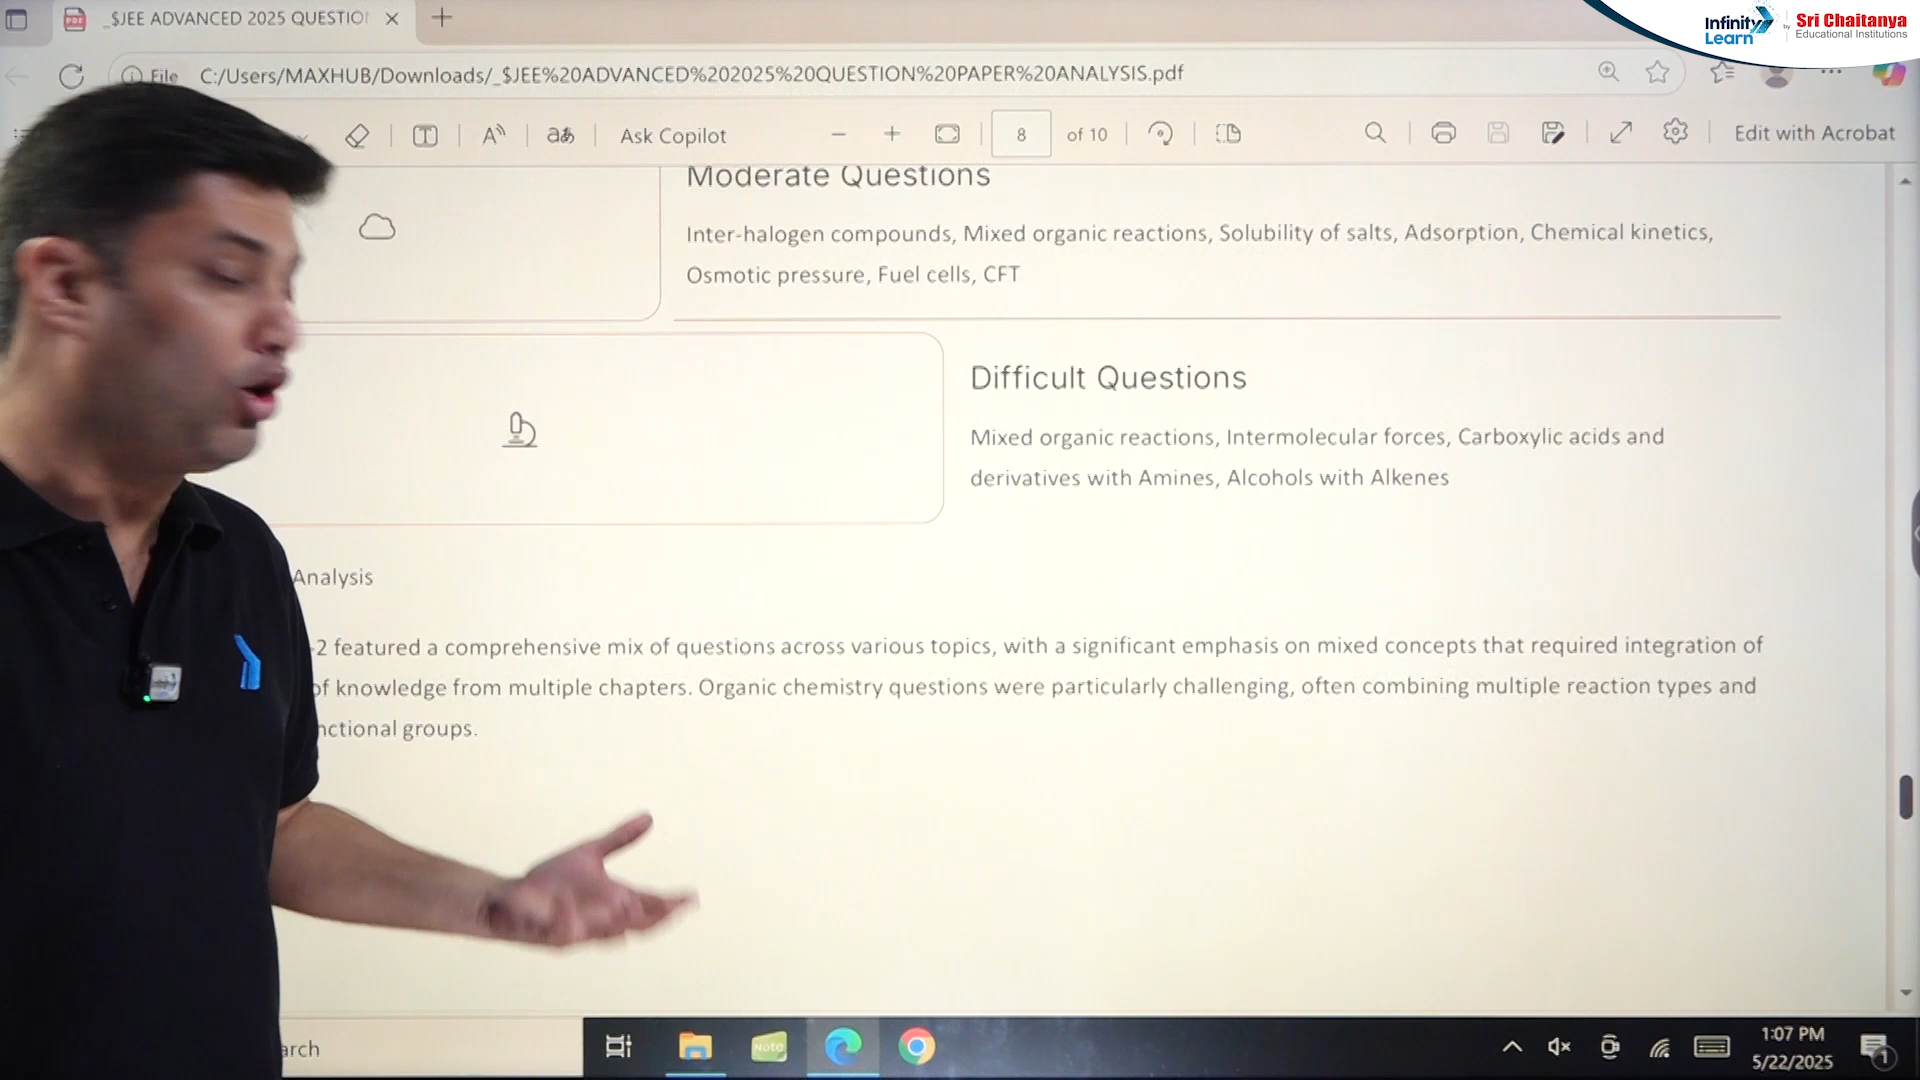 _$JEE ADVANCED 2025 QUESTION
Infinity Learn by Sri Chaitanya Educational Institutions
File C:/Users/MAXHUB/Downloads/_$JEE%20ADVANCED%202025%20QUESTION%20PAPER%20ANALYSIS.pdf
Ask Copilot 8 of 10 Edit with Acrobat
Moderate Questions
Inter-halogen compounds, Mixed organic reactions, Solubility of salts, Adsorption, Chemical kinetics,
Osmotic pressure, Fuel cells, CFT
Difficult Questions
Mixed organic reactions, Intermolecular forces, Carboxylic acids and
derivatives with Amines, Alcohols with Alkenes
Analysis
-2 featured a comprehensive mix of questions across various topics, with a significant emphasis on mixed concepts that required integration of
of knowledge from multiple chapters. Organic chemistry questions were particularly challenging, often combining multiple reaction types and
nctional groups.
arch
Note
1:07 PM
5/22/2025
1